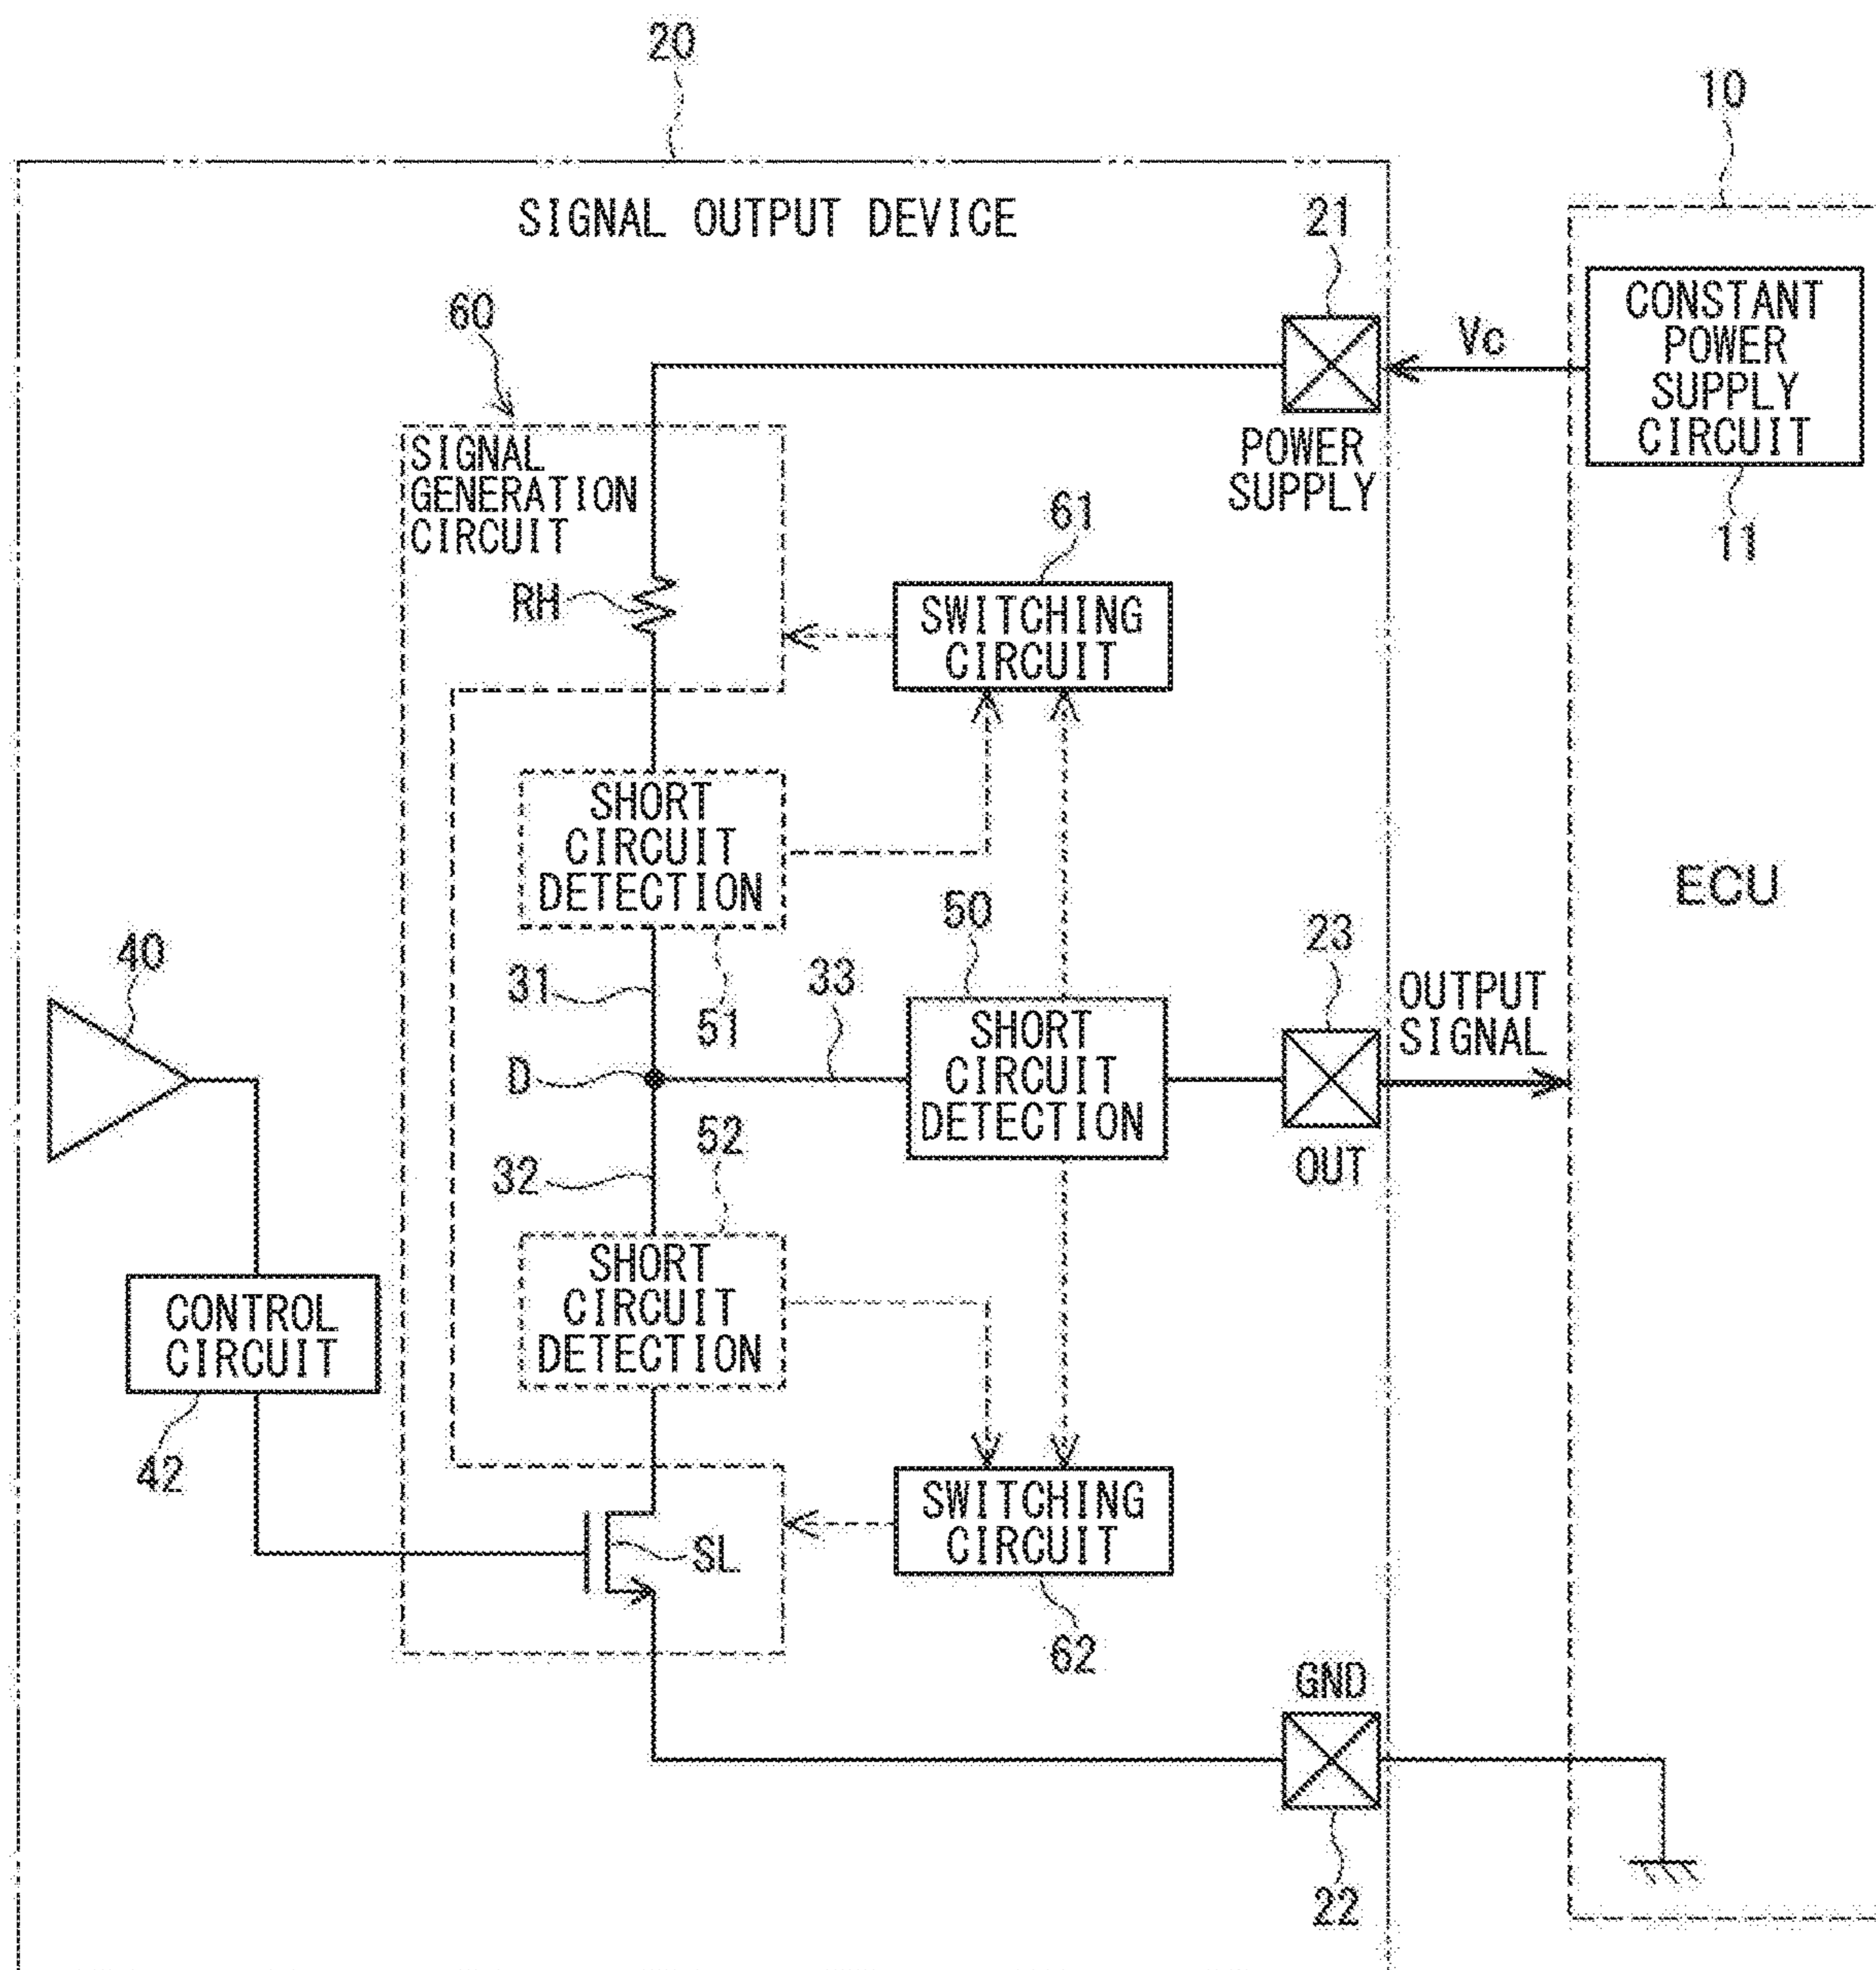 20
10
SIGNAL OUTPUT DEVICE
21
60
Vc
CONSTANT
POWER
SUPPLY
CIRCUIT
11
SIGNAL
GENERATION
CIRCUIT
POWER
SUPPLY
61
RH
SWITCHING
CIRCUIT
SHORT
CIRCUIT
DETECTION
51
ECU
50
23
40
31
33
SHORT
CIRCUIT
DETECTION
OUTPUT
SIGNAL
D
OUT
52
32
SHORT
CIRCUIT
DETECTION
CONTROL
CIRCUIT
42
SWITCHING
CIRCUIT
62
SL
GND
22